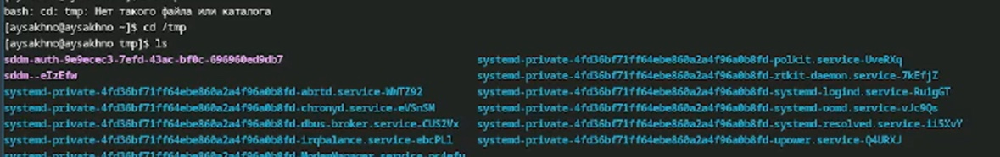 bash: cd: tmp: Нет такого файла или каталога
[aysakhno@aysakhno ~]$ cd /tmp
[aysakhno@aysakhno tmp]$ ls
sddm-auth-9e9ecec3-7efd-43ac-bf0c-696960ed9db7 systemd-private-4fd36bf71ff64ebe860a2a4f96a0b8fd-polkit.service-UveRXq
sddm--eIzEfw systemd-private-4fd36bf71ff64ebe860a2a4f96a0b8fd-rtkit-daemon.service-7kEfjZ
systemd-private-4fd36bf71ff64ebe860a2a4f96a0b8fd-abrtd.service-WWTZ92 systemd-private-4fd36bf71ff64ebe860a2a4f96a0b8fd-systemd-logind.service-Ru1gGT
systemd-private-4fd36bf71ff64ebe860a2a4f96a0b8fd-chronyd.service-eVSnSM systemd-private-4fd36bf71ff64ebe860a2a4f96a0b8fd-systemd-oomd.service-vJc9Qs
systemd-private-4fd36bf71ff64ebe860a2a4f96a0b8fd-dbus-broker.service-CUS2Vx systemd-private-4fd36bf71ff64ebe860a2a4f96a0b8fd-systemd-resolved.service-ii5XvY
systemd-private-4fd36bf71ff64ebe860a2a4f96a0b8fd-irqbalance.service-ebcPLl systemd-private-4fd36bf71ff64ebe860a2a4f96a0b8fd-upower.service-Q4URXJ